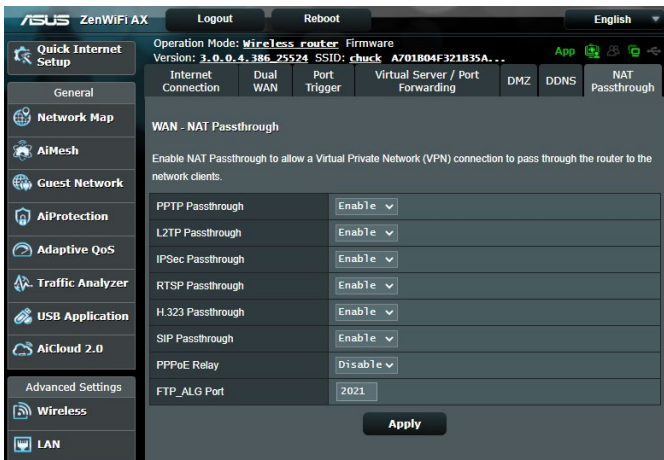 ASUS ZenWiFi AX Logout Reboot English
Quick Internet Setup
Operation Mode: Wireless router Firmware
Version: 3.0.0.4.386_25524 SSID: chuck A701B04F321B35A...
App
Internet Connection
Dual WAN
Port Trigger
Virtual Server / Port Forwarding
DMZ
DDNS
NAT Passthrough
General
Network Map
AiMesh
Guest Network
AiProtection
Adaptive QoS
Traffic Analyzer
USB Application
AiCloud 2.0
Advanced Settings
Wireless
LAN
WAN - NAT Passthrough
Enable NAT Passthrough to allow a Virtual Private Network (VPN) connection to pass through the router to the
network clients.
PPTP Passthrough Enable
L2TP Passthrough Enable
IPSec Passthrough Enable
RTSP Passthrough Enable
H.323 Passthrough Enable
SIP Passthrough Enable
PPPoE Relay Disable
FTP_ALG Port 2021
Apply